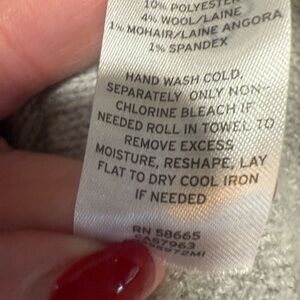 10% POLYESTER
4% WOOL/LAINE
1% MOHAIR/LAINE ANGORA
1% SPANDEX
HAND WASH COLD,
SEPARATELY ONLY NON-
CHLORINE BLEACH IF
NEEDED ROLL IN TOWEL TO
REMOVE EXCESS
MOISTURE, RESHAPE, LAY
FLAT TO DRY COOL IRON
IF NEEDED
RN 58665
CA57963